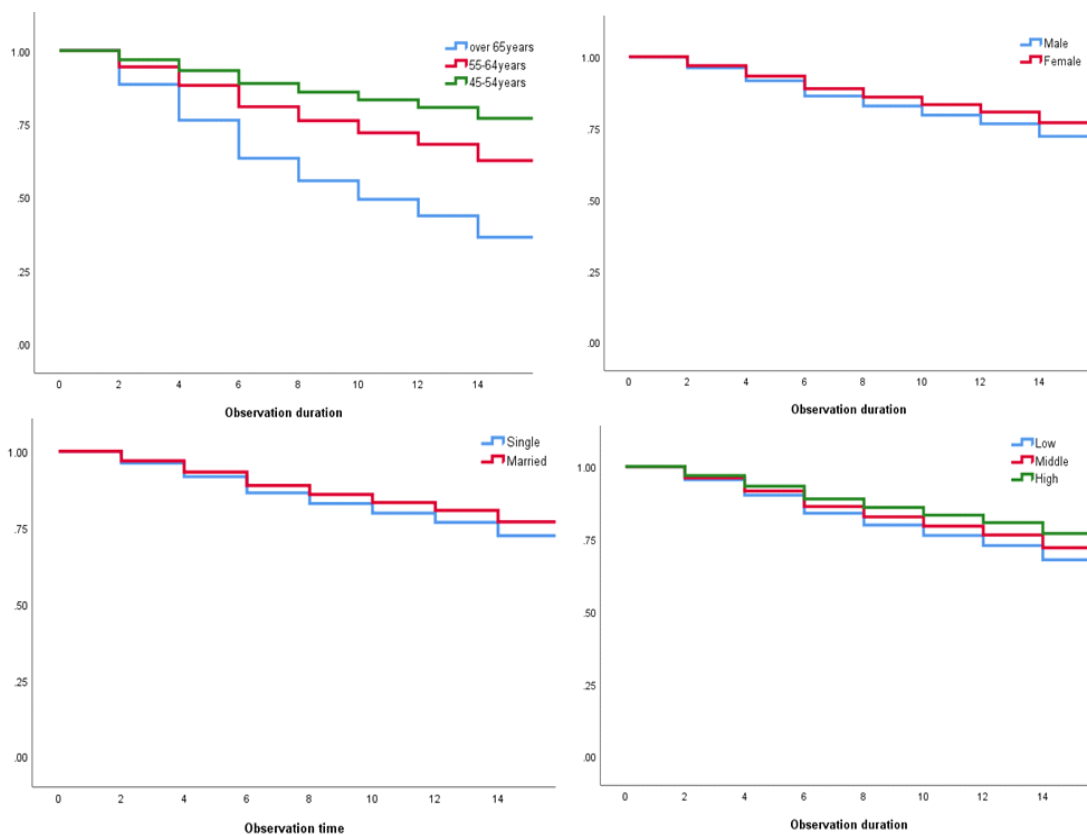 over 65years
55-64years
45-54years
1.00
.75
.50
.25
.00
0 2 4 6 8 10 12 14
Observation duration
Male
Female
1.00
.75
.50
.25
.00
0 2 4 6 8 10 12 14
Observation duration
Single
Married
1.00
.75
.50
.25
.00
0 2 4 6 8 10 12 14
Observation time
Low
Middle
High
1.00
.75
.50
.25
.00
0 2 4 6 8 10 12 14
Observation duration